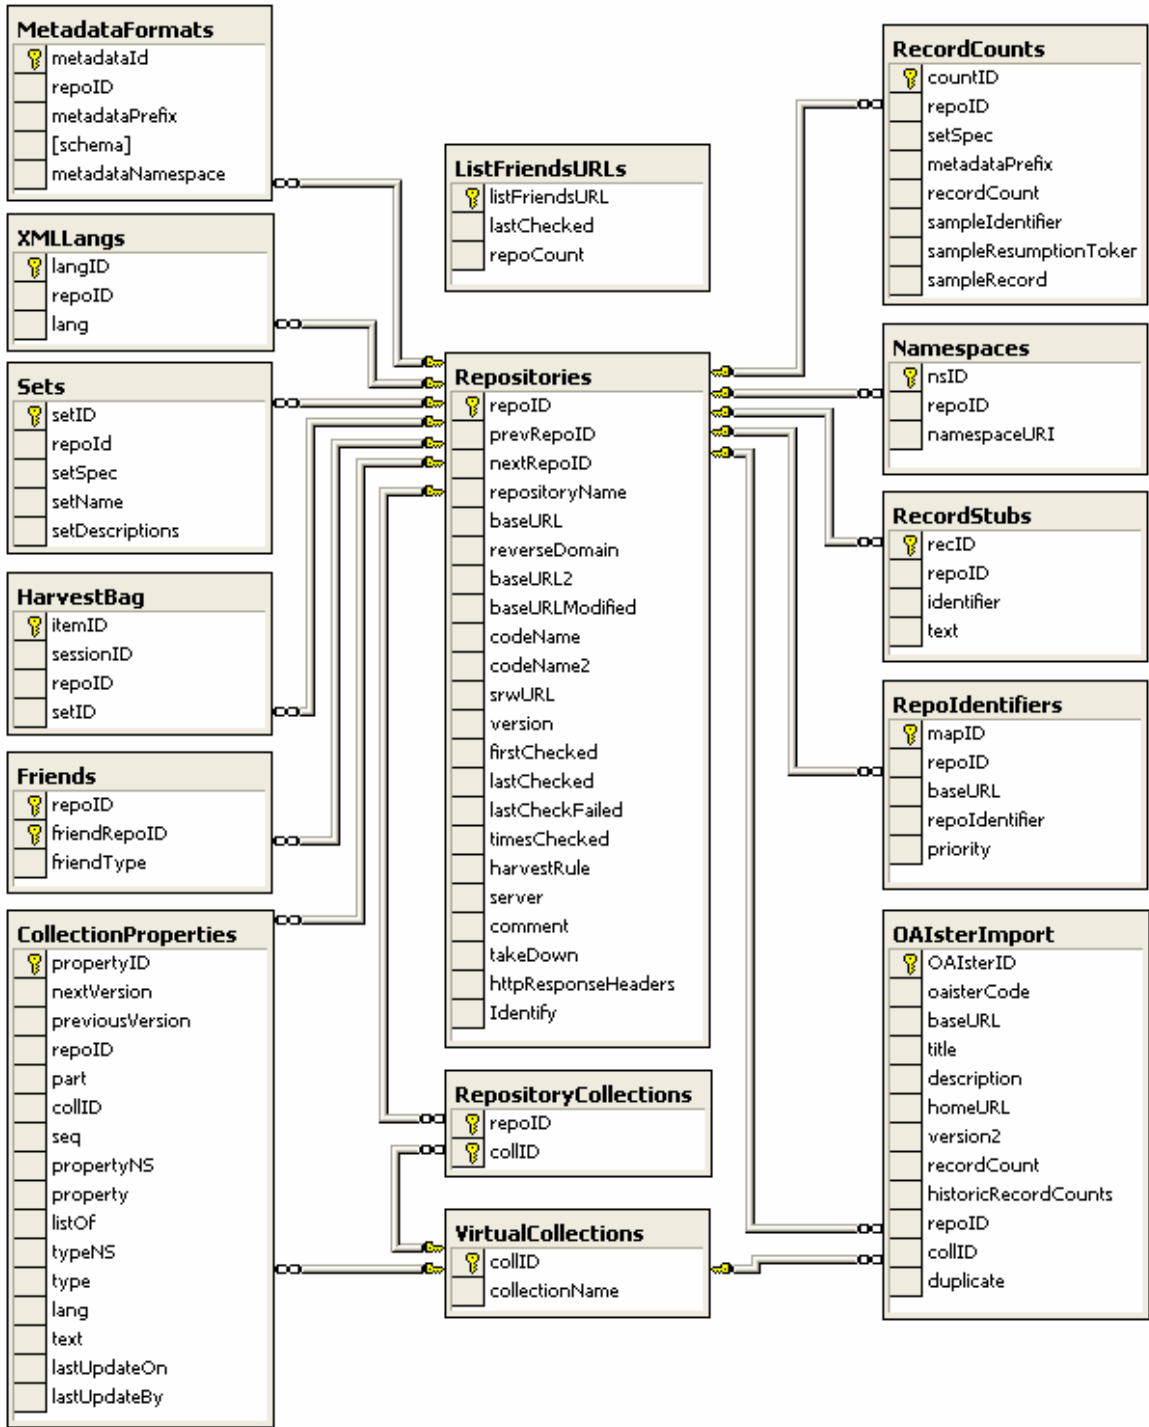 MetadataFormats
metadataId
repoID
metadataPrefix
[schema]
metadataNamespace
XMLLangs
langID
repoID
lang
Sets
setID
repoId
setSpec
setName
setDescriptions
HarvestBag
itemID
sessionID
repoID
setID
Friends
repoID
friendRepoID
friendType
CollectionProperties
propertyID
nextVersion
previousVersion
repoID
part
collID
seq
propertyNS
property
listOf
typeNS
type
lang
text
lastUpdateOn
lastUpdateBy
ListFriendsURLs
listFriendsURL
lastChecked
repoCount
Repositories
repoID
prevRepoID
nextRepoID
repositoryName
baseURL
reverseDomain
baseURL2
baseURLModified
codeName
codeName2
srwURL
version
firstChecked
lastChecked
lastCheckFailed
timesChecked
harvestRule
server
comment
takeDown
httpResponseHeaders
Identify
RepositoryCollections
repoID
collID
VirtualCollections
collID
collectionName
RecordCounts
countID
repoID
setSpec
metadataPrefix
recordCount
sampleIdentifier
sampleResumptionToker
sampleRecord
Namespaces
nsID
repoID
namespaceURI
RecordStubs
recID
repoID
identifier
text
RepoIdentifiers
mapID
repoID
baseURL
repoIdentifier
priority
OAIsterImport
OAIsterID
oaisterCode
baseURL
title
description
homeURL
version2
recordCount
historicRecordCounts
repoID
collID
duplicate